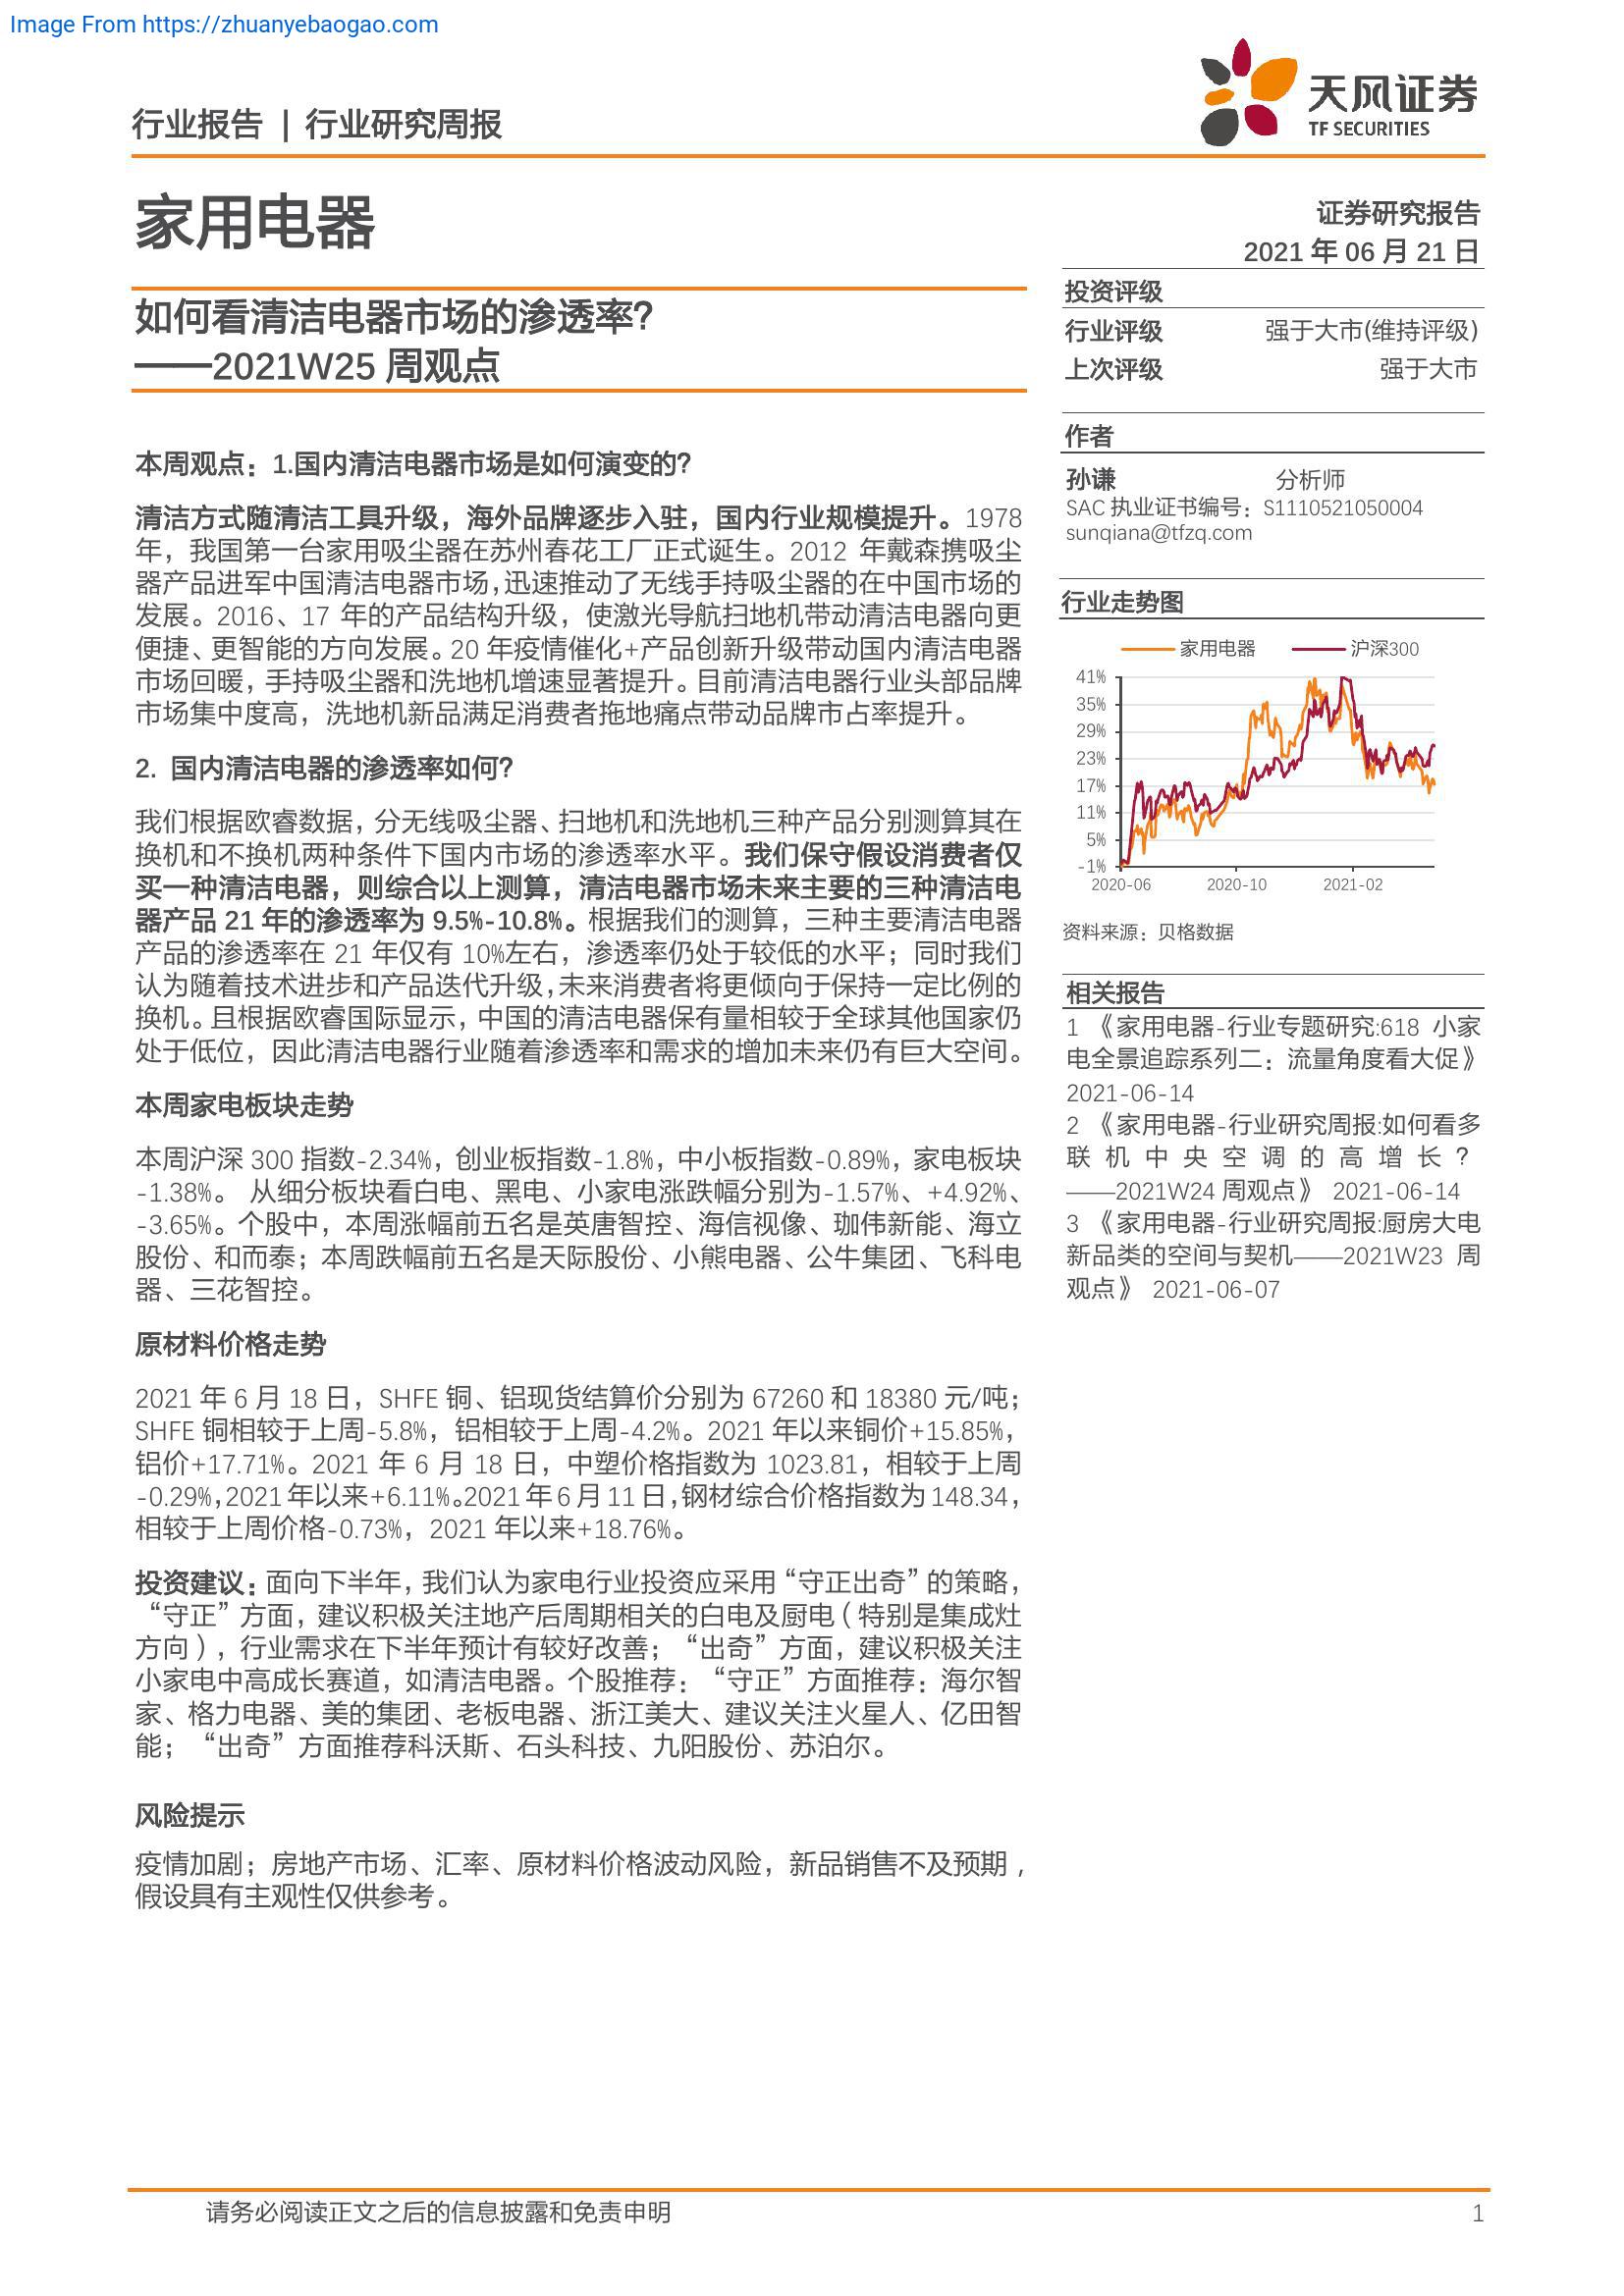 Image From https://zhuanyebaogao.com
行业报告 | 行业研究周报
天风证券
TF SECURITIES
家用电器
证券研究报告
2021 年 06 月 21 日
如何看清洁电器市场的渗透率？
——2021W25 周观点
投资评级
行业评级 强于大市(维持评级)
上次评级 强于大市
作者
孙谦 分析师
SAC 执业证书编号：S1110521050004
sunqiana@tfzq.com
行业走势图
家用电器 沪深300
41%
35%
29%
23%
17%
11%
5%
-1%
2020-06 2020-10 2021-02
资料来源：贝格数据
相关报告
1 《家用电器-行业专题研究:618 小家
电全景追踪系列二：流量角度看大促》
2021-06-14
2 《家用电器-行业研究周报:如何看多
联机中央空调的高增长？
——2021W24 周观点》 2021-06-14
3 《家用电器-行业研究周报:厨房大电
新品类的空间与契机——2021W23 周
观点》 2021-06-07
本周观点：1.国内清洁电器市场是如何演变的？
清洁方式随清洁工具升级，海外品牌逐步入驻，国内行业规模提升。1978
年，我国第一台家用吸尘器在苏州春花工厂正式诞生。2012 年戴森携吸尘
器产品进军中国清洁电器市场，迅速推动了无线手持吸尘器的在中国市场的
发展。2016、17 年的产品结构升级，使激光导航扫地机带动清洁电器向更
便捷、更智能的方向发展。20 年疫情催化+产品创新升级带动国内清洁电器
市场回暖，手持吸尘器和洗地机增速显著提升。目前清洁电器行业头部品牌
市场集中度高，洗地机新品满足消费者拖地痛点带动品牌市占率提升。
2. 国内清洁电器的渗透率如何？
我们根据欧睿数据，分无线吸尘器、扫地机和洗地机三种产品分别测算其在
换机和不换机两种条件下国内市场的渗透率水平。我们保守假设消费者仅
买一种清洁电器，则综合以上测算，清洁电器市场未来主要的三种清洁电
器产品 21 年的渗透率为 9.5%-10.8%。根据我们的测算，三种主要清洁电器
产品的渗透率在 21 年仅有 10%左右，渗透率仍处于较低的水平；同时我们
认为随着技术进步和产品迭代升级，未来消费者将更倾向于保持一定比例的
换机。且根据欧睿国际显示，中国的清洁电器保有量相较于全球其他国家仍
处于低位，因此清洁电器行业随着渗透率和需求的增加未来仍有巨大空间。
本周家电板块走势
本周沪深 300 指数-2.34%，创业板指数-1.8%，中小板指数-0.89%，家电板块
-1.38%。 从细分板块看白电、黑电、小家电涨跌幅分别为-1.57%、+4.92%、
-3.65%。个股中，本周涨幅前五名是英唐智控、海信视像、珈伟新能、海立
股份、和而泰；本周跌幅前五名是天际股份、小熊电器、公牛集团、飞科电
器、三花智控。
原材料价格走势
2021 年 6 月 18 日，SHFE 铜、铝现货结算价分别为 67260 和 18380 元/吨；
SHFE 铜相较于上周-5.8%，铝相较于上周-4.2%。2021 年以来铜价+15.85%，
铝价+17.71%。2021 年 6 月 18 日，中塑价格指数为 1023.81，相较于上周
-0.29%，2021 年以来+6.11%。2021 年 6 月 11 日，钢材综合价格指数为 148.34，
相较于上周价格-0.73%，2021 年以来+18.76%。
投资建议：面向下半年，我们认为家电行业投资应采用“守正出奇”的策略，
“守正”方面，建议积极关注地产后周期相关的白电及厨电（特别是集成灶
方向），行业需求在下半年预计有较好改善；“出奇”方面，建议积极关注
小家电中高成长赛道，如清洁电器。个股推荐：“守正”方面推荐：海尔智
家、格力电器、美的集团、老板电器、浙江美大、建议关注火星人、亿田智
能；“出奇”方面推荐科沃斯、石头科技、九阳股份、苏泊尔。
风险提示
疫情加剧；房地产市场、汇率、原材料价格波动风险，新品销售不及预期，
假设具有主观性仅供参考。
请务必阅读正文之后的信息披露和免责申明 1